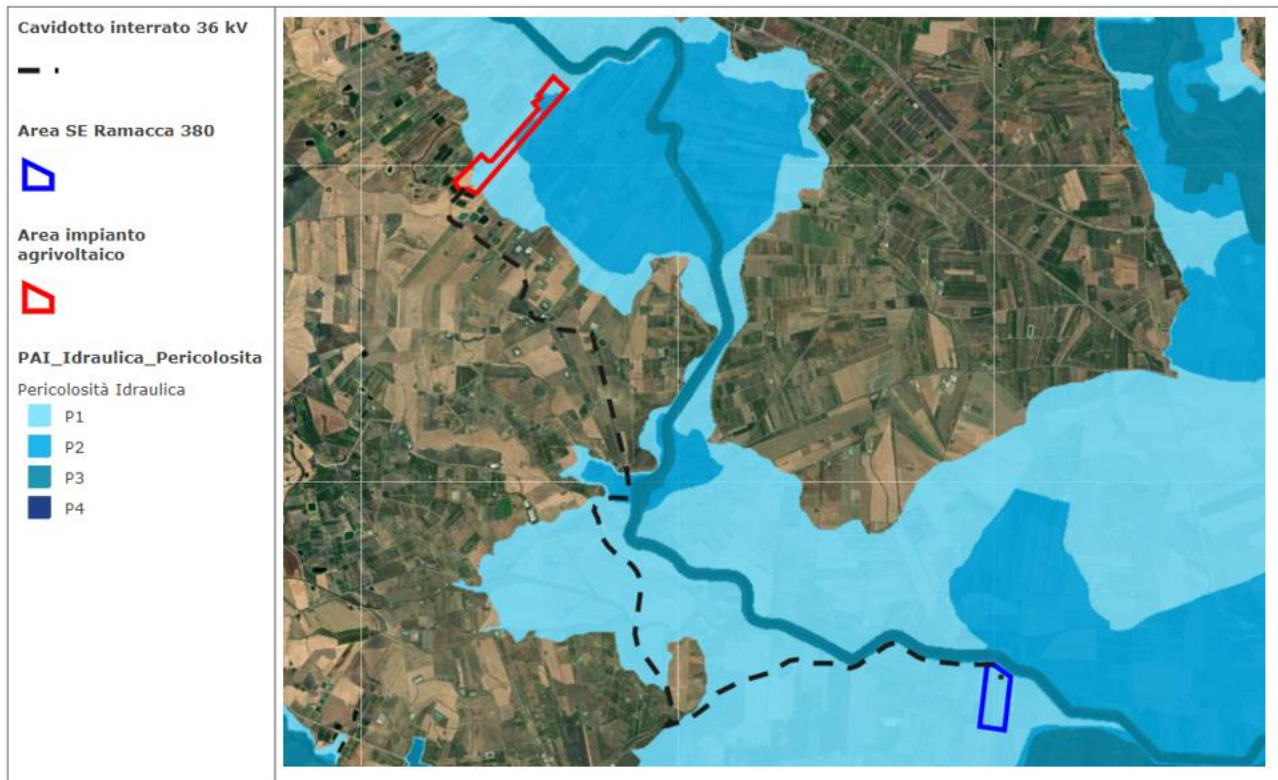 Cavidotto interrato 36 kV
Area SE Ramacca 380
Area impianto
agrivoltaico
PAI_Idraulica_Pericolosita
Pericolosità Idraulica
P1
P2
P3
P4